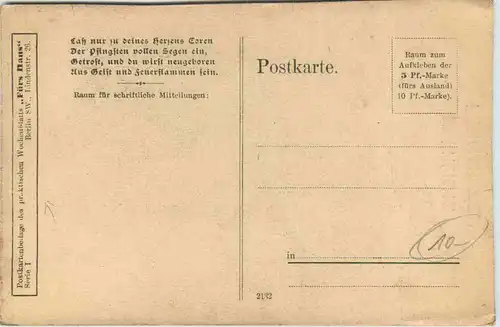 Postkartenbeilage des praktischen Wochenblatts „Fürs Haus“
Berlin SW., Lindenstr. 26.
Serie I
Laß nur zu deines Herzens Toren
Der Pfingsten vollen Segen ein,
Getrost, und du wirst neugeboren
Aus Geist und Feuerflammen sein.
Raum für schriftliche Mitteilungen:
Postkarte.
Raum zum
Aufkleben der
5 Pf.-Marke
(fürs Ausland)
10 Pf.-Marke).
in
10-
2132